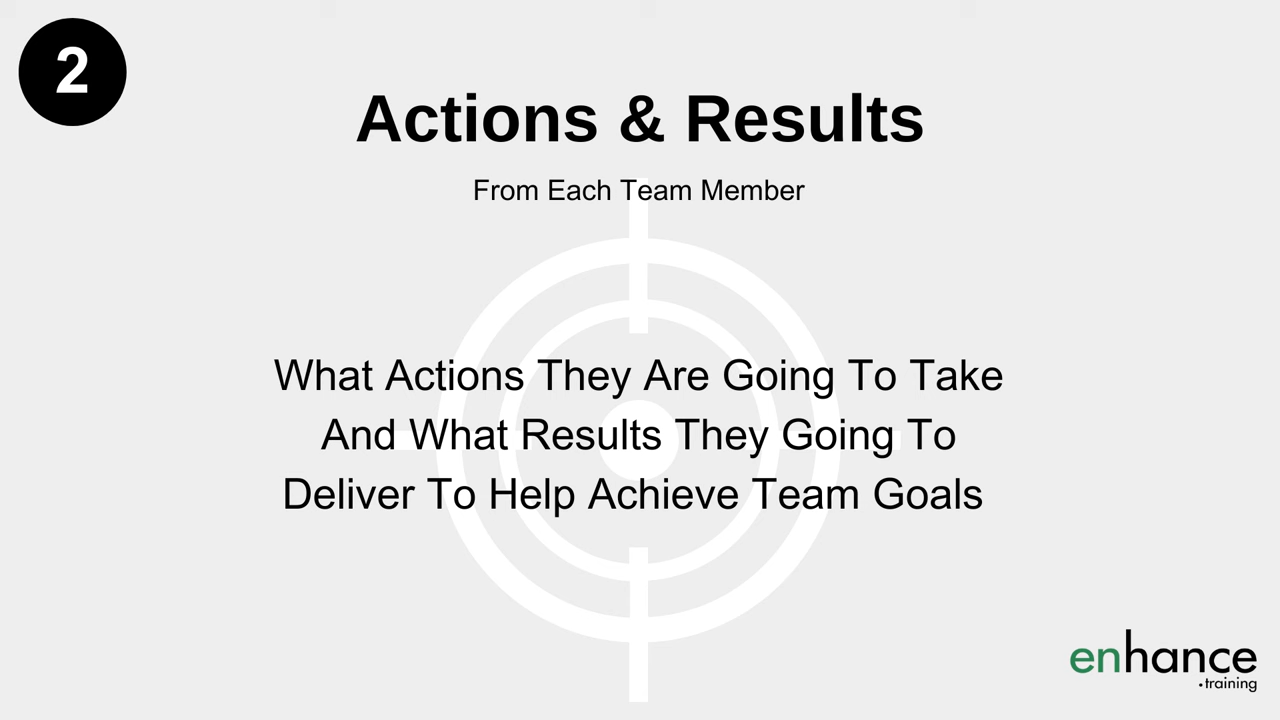 2
Actions & Results
From Each Team Member
What Actions They Are Going To Take
And What Results They Going To
Deliver To Help Achieve Team Goals
enhance
.training